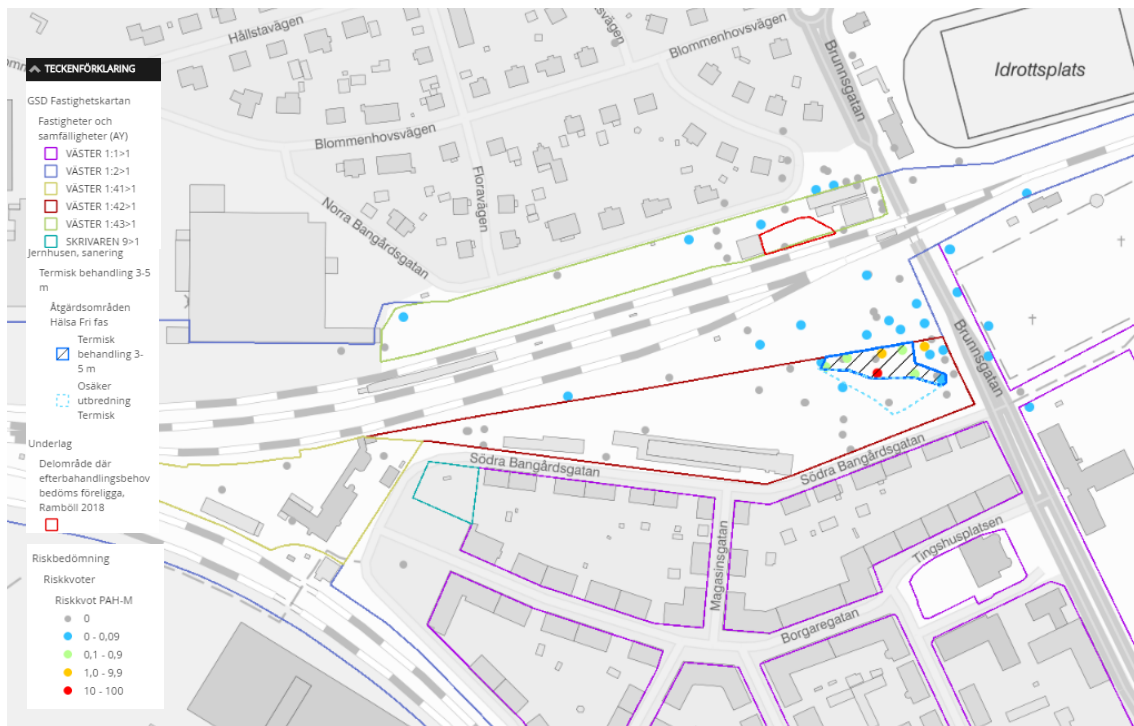 Hållstavägen
svägen
Blommenhovsvägen
Brunnsgatan
Idrottsplats
Blommenhovsvägen
Floravägen
Norra Bangårdsgatan
Brunnsgatan
Södra Bangårdsgatan
Södra Bangårdsgatan
Magasinsgatan
Tingshusplatsen
Borgaregatan
TECKENFÖRKLARING
GSD Fastighetskartan
Fastigheter och
samfälligheter (AY)
VÄSTER 1:1>1
VÄSTER 1:2>1
VÄSTER 1:41>1
VÄSTER 1:42>1
VÄSTER 1:43>1
SKRIVAREN 9>1
Jernhusen, sanering
Termisk behandling 3-5
m
Åtgärdsområden
Hälsa Fri fas
Termisk
behandling 3-
5 m
Osäker
utbredning
Termisk
Underlag
Delområde där
efterbahandlingsbehov
bedöms föreligga,
Ramböll 2018
Riskbedömning
Riskkvoter
Riskkvot PAH-M
0
0 - 0,09
0,1 - 0,9
1,0 - 9,9
10 - 100